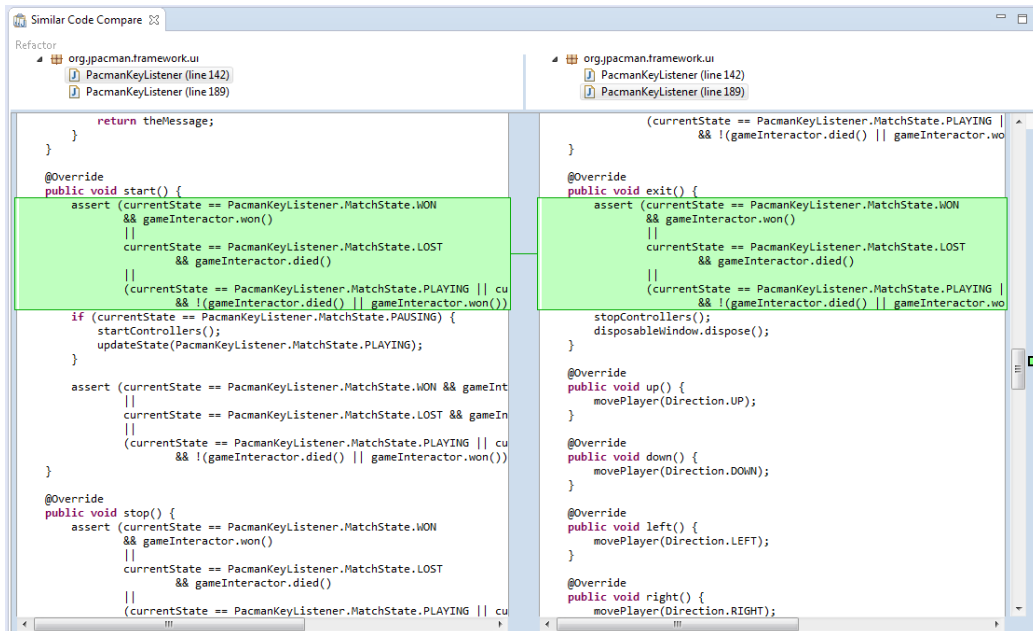 Similar Code Compare
Refactor
org.jpacman.framework.ui
PacmanKeyListener (line 142)
PacmanKeyListener (line 189)
return theMessage;
}
}
@Override
public void start() {
assert (currentState == PacmanKeyListener.MatchState.WON
&& gameInteractor.won()
||
currentState == PacmanKeyListener.MatchState.LOST
&& gameInteractor.died()
||
(currentState == PacmanKeyListener.MatchState.PLAYING || cu
&& !(gameInteractor.died() || gameInteractor.won())
if (currentState == PacmanKeyListener.MatchState.PAUSING) {
startControllers();
updateState(PacmanKeyListener.MatchState.PLAYING);
}
assert (currentState == PacmanKeyListener.MatchState.WON && gameInt
||
currentState == PacmanKeyListener.MatchState.LOST && gameIn
||
(currentState == PacmanKeyListener.MatchState.PLAYING || cu
&& !(gameInteractor.died() || gameInteractor.won())
}
@Override
public void stop() {
assert (currentState == PacmanKeyListener.MatchState.WON
&& gameInteractor.won()
||
currentState == PacmanKeyListener.MatchState.LOST
&& gameInteractor.died()
||
(currentState == PacmanKeyListener.MatchState.PLAYING || cu
org.jpacman.framework.ui
PacmanKeyListener (line 142)
PacmanKeyListener (line 189)
(currentState == PacmanKeyListener.MatchState.PLAYING |
&& !(gameInteractor.died() || gameInteractor.wo
}
@Override
public void exit() {
assert (currentState == PacmanKeyListener.MatchState.WON
&& gameInteractor.won()
||
currentState == PacmanKeyListener.MatchState.LOST
&& gameInteractor.died()
||
(currentState == PacmanKeyListener.MatchState.PLAYING |
&& !(gameInteractor.died() || gameInteractor.wo
stopControllers();
disposableWindow.dispose();
}
@Override
public void up() {
movePlayer(Direction.UP);
}
@Override
public void down() {
movePlayer(Direction.DOWN);
}
@Override
public void left() {
movePlayer(Direction.LEFT);
}
@Override
public void right() {
movePlayer(Direction.RIGHT);